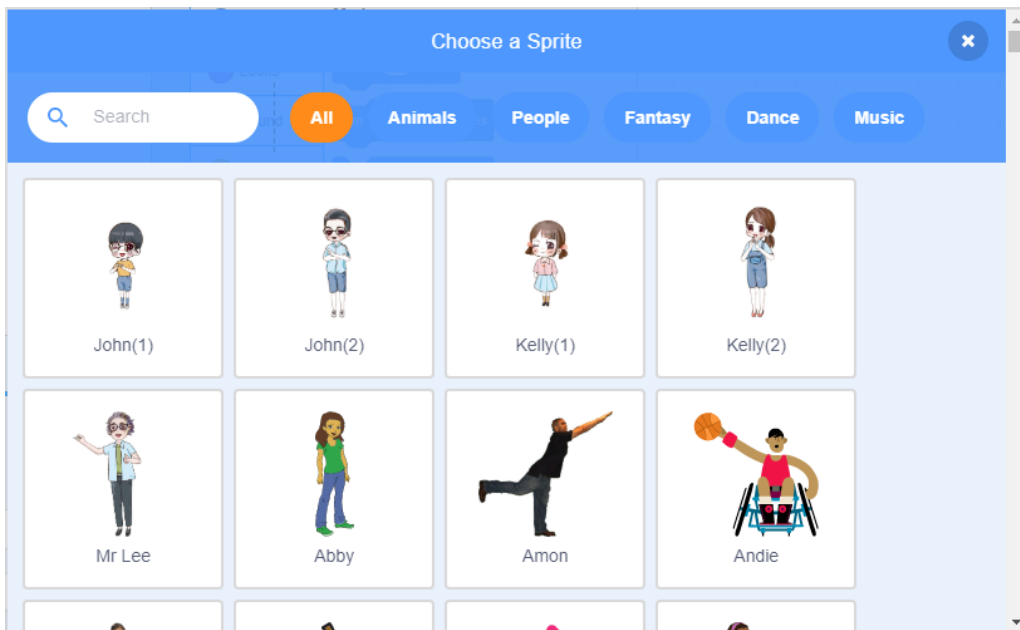 Choose a Sprite
Search
All
Animals
People
Fantasy
Dance
Music
John(1)
John(2)
Kelly(1)
Kelly(2)
Mr Lee
Abby
Amon
Andie